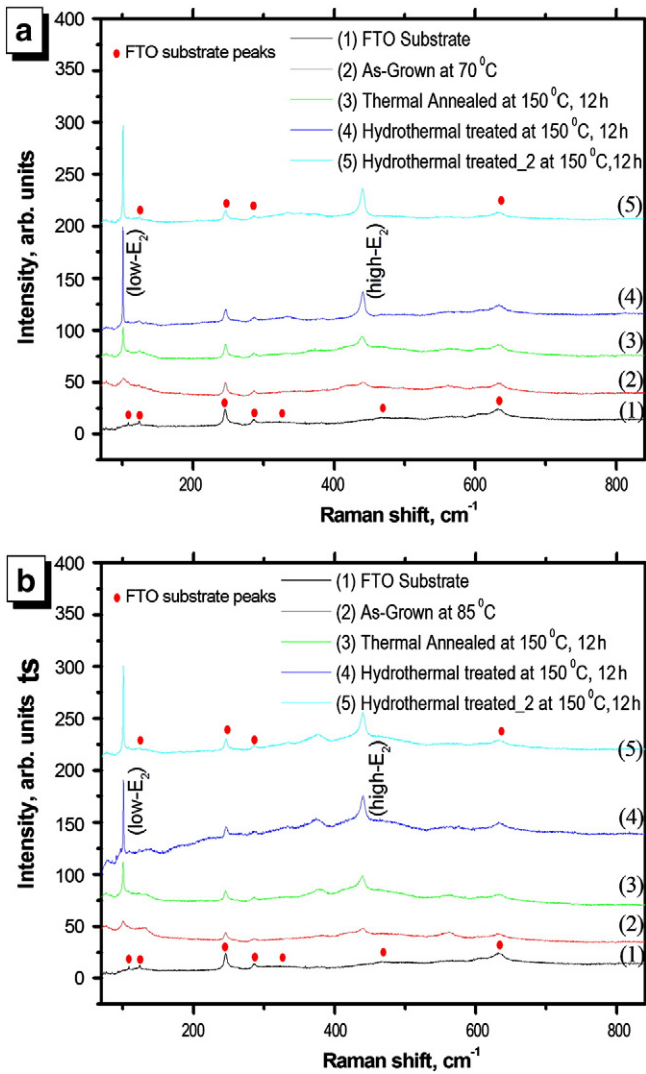 a
400
350
300
250
200
150
100
50
0
Intensity, arb. units
FTO substrate peaks
(1) FTO Substrate
(2) As-Grown at 70 ⁰C
(3) Thermal Annealed at 150 ⁰C, 12h
(4) Hydrothermal treated at 150 ⁰C, 12h
(5) Hydrothermal treated_2 at 150 ⁰C,12h
(low-E₂)
(high-E₂)
(5)
(4)
(3)
(2)
(1)
200 400 600 800
Raman shift, cm⁻¹
b
400
350
300
250
200
150
100
50
0
Intensity, arb. units ts
FTO substrate peaks
(1) FTO Substrate
(2) As-Grown at 85 ⁰C
(3) Thermal Annealed at 150 ⁰C, 12h
(4) Hydrothermal treated at 150 ⁰C, 12h
(5) Hydrothermal treated_2 at 150 ⁰C,12h
(low-E₂)
(high-E₂)
(5)
(4)
(3)
(2)
(1)
200 400 600 800
Raman shift, cm⁻¹